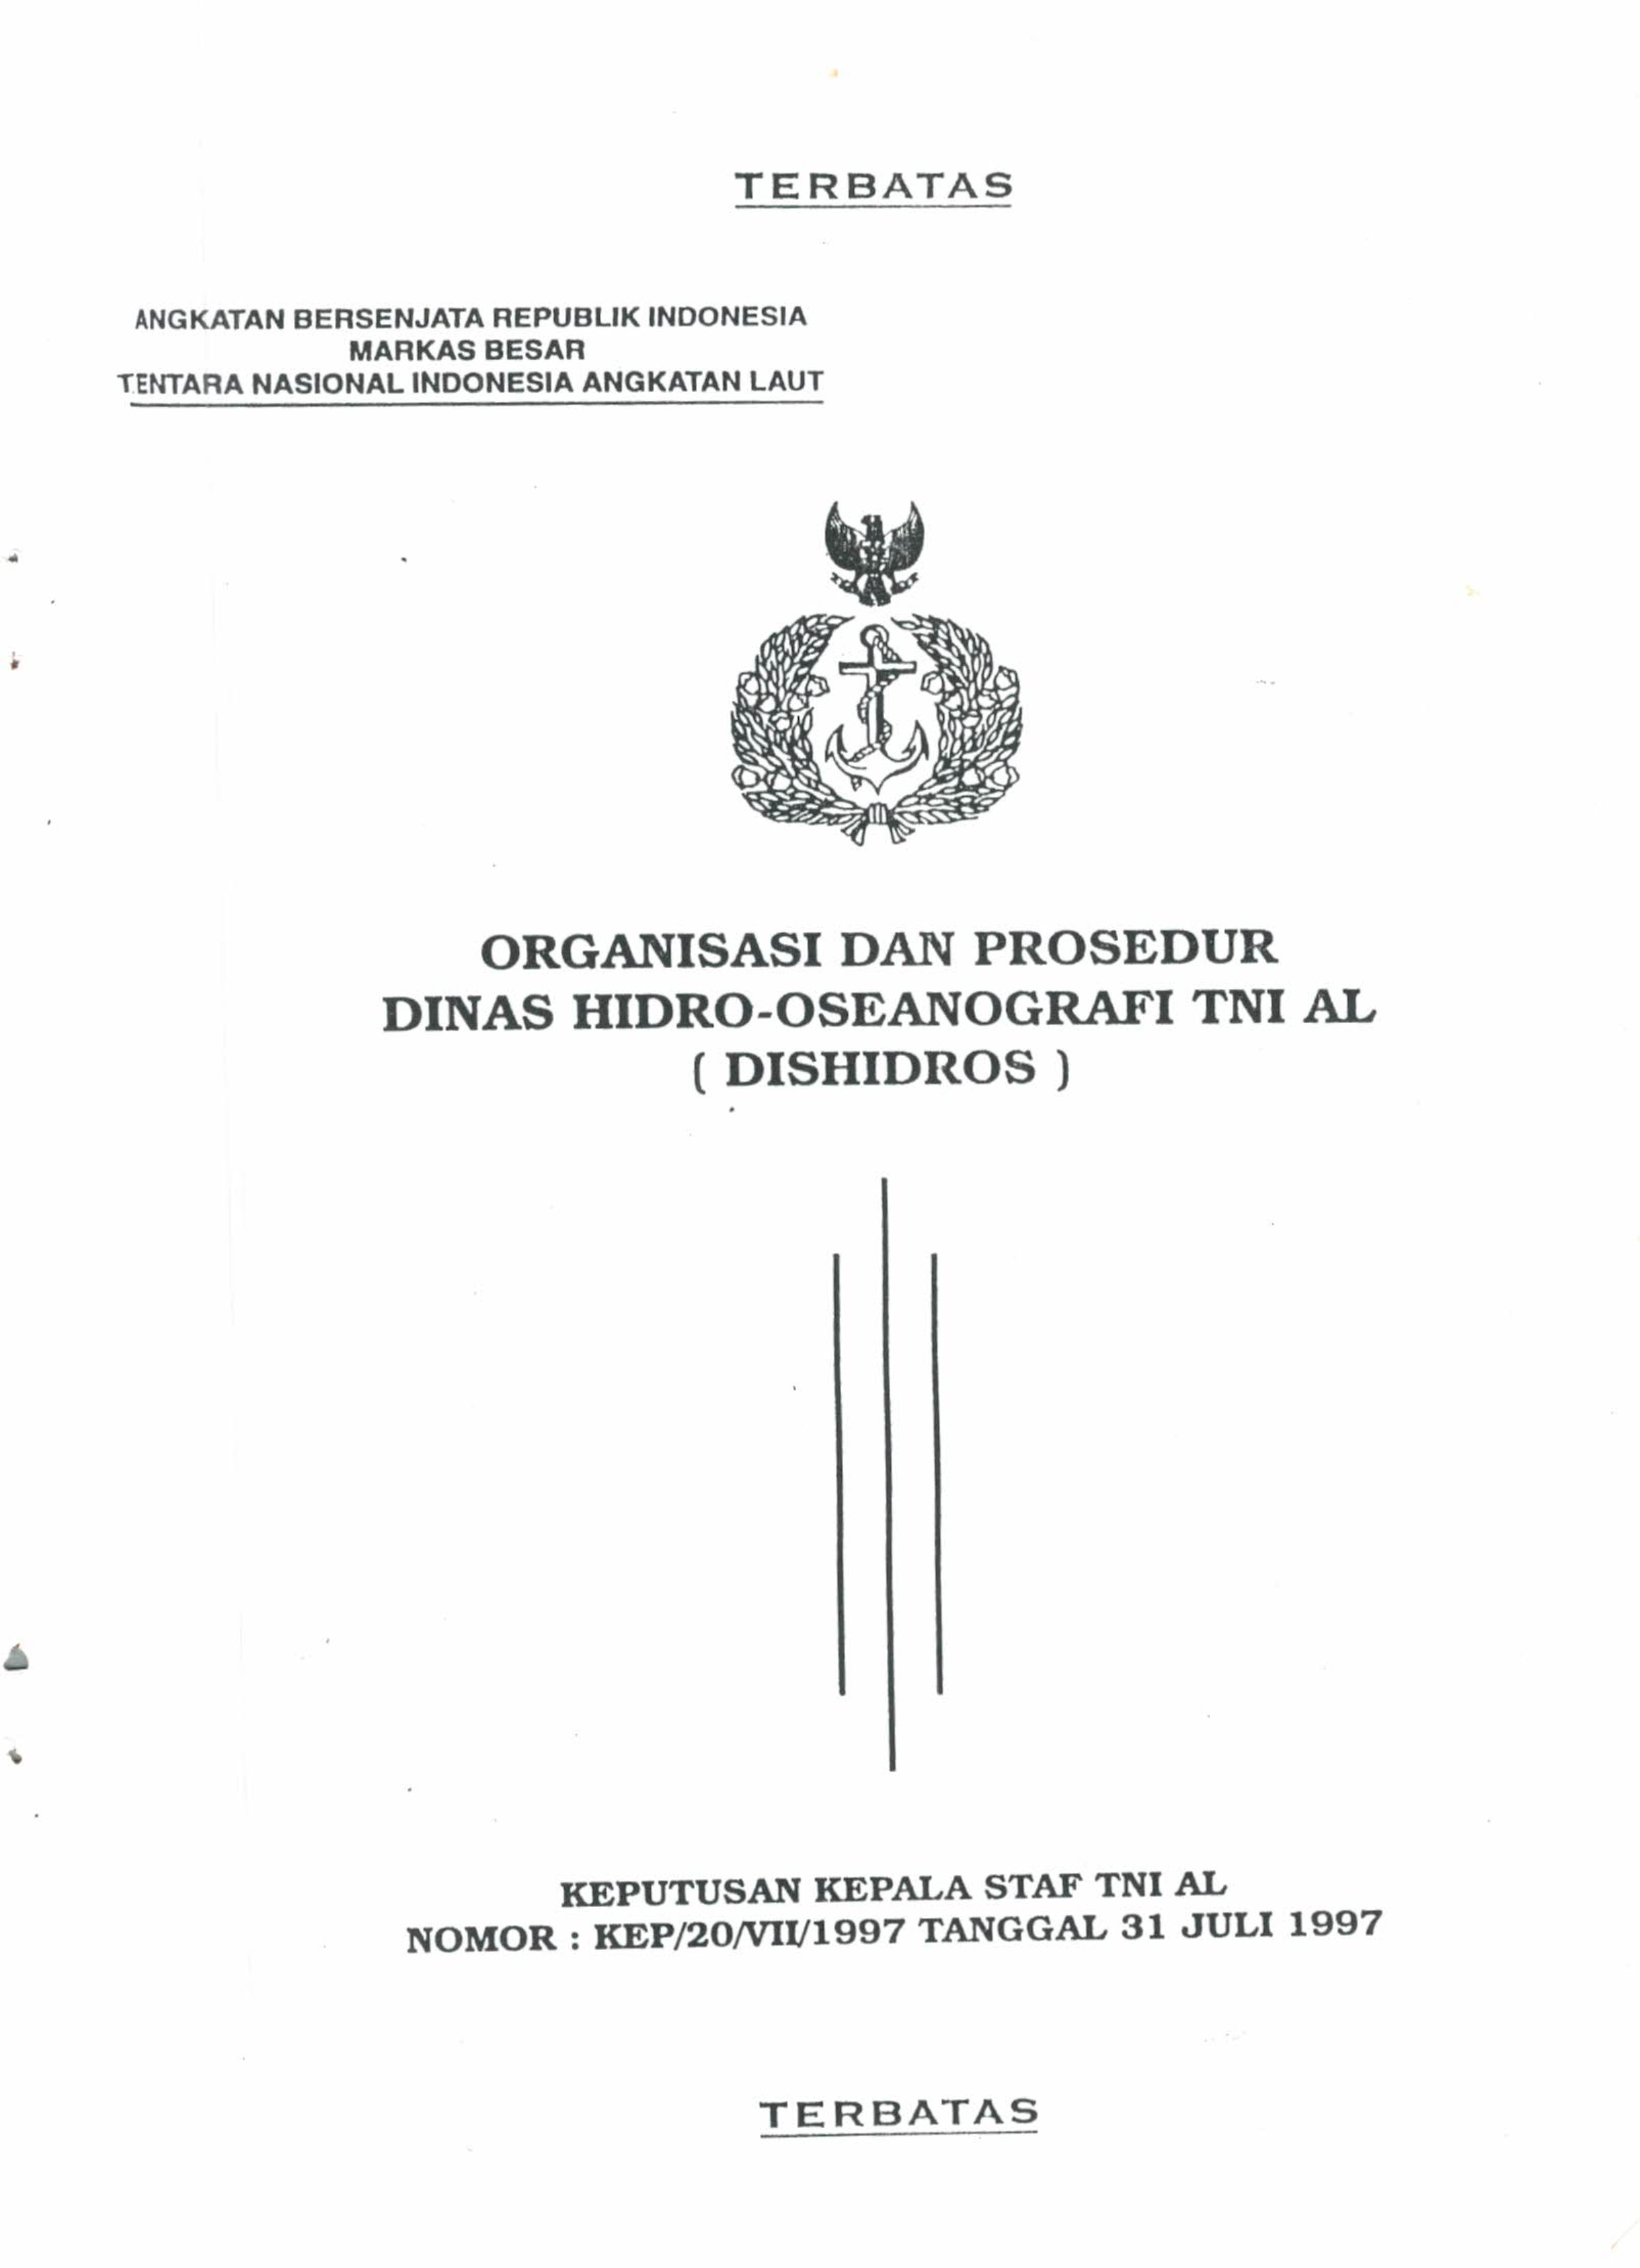 TERBATAS
ANGKATAN BERSENJATA REPUBLIK INDONESIA
MARKAS BESAR
TENTARA NASIONAL INDONESIA ANGKATAN LAUT
ORGANISASI DAN PROSEDUR
DINAS HIDRO-OSEANOGRAFI TNI AL
( DISHIDROS )
KEPUTUSAN KEPALA STAF TNI AL
NOMOR : KEP/20/VII/1997 TANGGAL 31 JULI 1997
TERBATAS